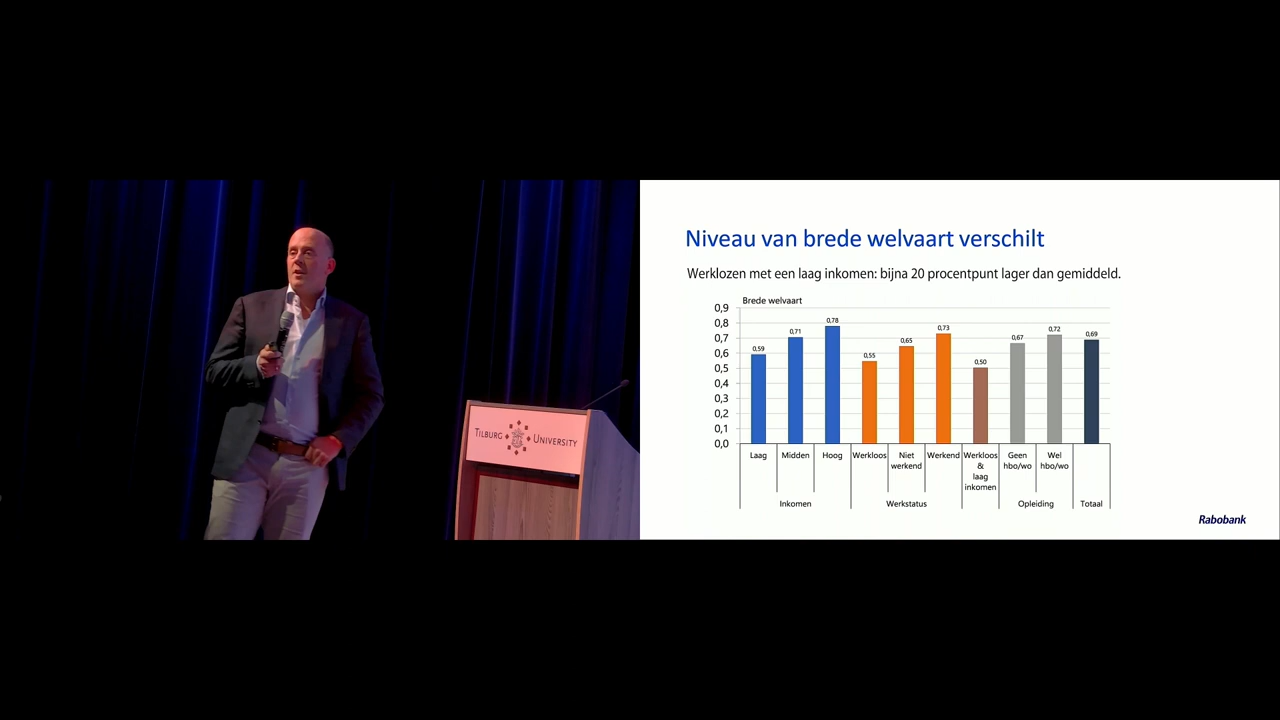 TILBURG UNIVERSITY
Niveau van brede welvaart verschilt
Werklozen met een laag inkomen: bijna 20 procentpunt lager dan gemiddeld.
Brede welvaart
0,9
0,8
0,7
0,6
0,5
0,4
0,3
0,2
0,1
0,0
0,59
0,71
0,78
0,55
0,65
0,73
0,50
0,67
0,72
0,69
Laag
Midden
Hoog
Werkloos
Niet
werkend
Werkend
Werkloos
&
laag
inkomen
Geen
hbo/wo
Wel
hbo/wo
Inkomen
Werkstatus
Opleiding
Totaal
Rabobank